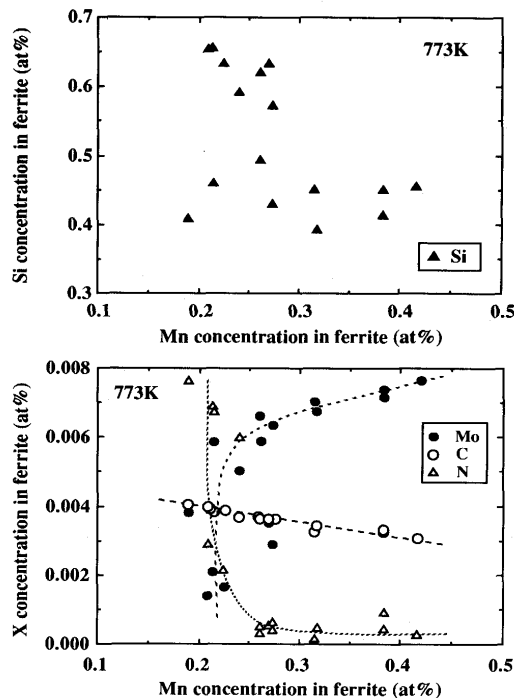 0.7
773K
0.6
0.5
0.4
Si
0.3
0.1 0.2 0.3 0.4 0.5
Si concentration in ferrite (at%)
Mn concentration in ferrite (at%)
0.008
773K
Mo
C
N
0.006
0.004
0.002
0.000
0.1 0.2 0.3 0.4 0.5
X concentration in ferrite (at%)
Mn concentration in ferrite (at%)